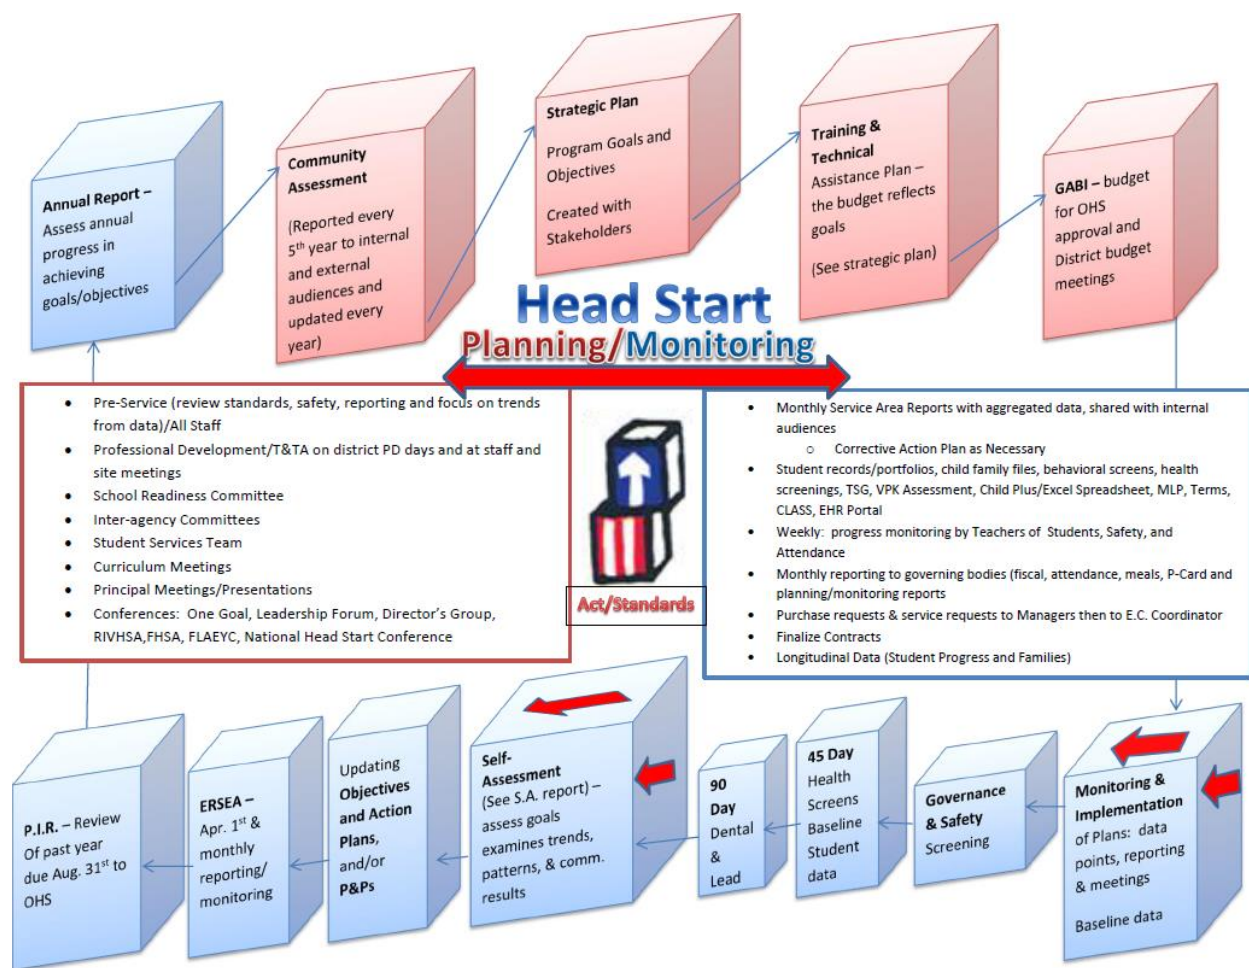 Annual Report –
Assess annual
progress in
achieving
goals/objectives
Community
Assessment
(Reported every
5th year to internal
and external
audiences and
updated every
year)
Strategic Plan
Program Goals and
Objectives
Created with
Stakeholders
Training &
Technical
Assistance Plan –
the budget reflects
goals
(See strategic plan)
GABI – budget
for OHS
approval and
District budget
meetings
Head Start
Planning/Monitoring
• Pre-Service (review standards, safety, reporting and focus on trends
from data)/All Staff
• Professional Development/T&TA on district PD days and at staff and
site meetings
• School Readiness Committee
• Inter-agency Committees
• Student Services Team
• Curriculum Meetings
• Principal Meetings/Presentations
• Conferences: One Goal, Leadership Forum, Director's Group,
RIVHSA,FHSA, FLAEYC, National Head Start Conference
Act/Standards
• Monthly Service Area Reports with aggregated data, shared with internal
audiences
o Corrective Action Plan as Necessary
• Student records/portfolios, child family files, behavioral screens, health
screenings, TSG, VPK Assessment, Child Plus/Excel Spreadsheet, MLP, Terms,
CLASS, EHR Portal
• Weekly: progress monitoring by Teachers of Students, Safety, and
Attendance
• Monthly reporting to governing bodies (fiscal, attendance, meals, P-Card and
planning/monitoring reports
• Purchase requests & service requests to Managers then to E.C. Coordinator
• Finalize Contracts
• Longitudinal Data (Student Progress and Families)
P.I.R. – Review
Of past year
due Aug. 31st to
OHS
ERSEA –
Apr. 1st &
monthly
reporting/
monitoring
Updating
Objectives
and Action
Plans,
and/or
P&Ps
Self-
Assessment
(See S.A. report) –
assess goals
examines trends,
patterns, & comm.
results
90
Day
Dental
&
Lead
45 Day
Health
Screens
Baseline
Student
data
Governance
& Safety
Screening
Monitoring &
Implementation
of Plans: data
points, reporting
& meetings
Baseline data